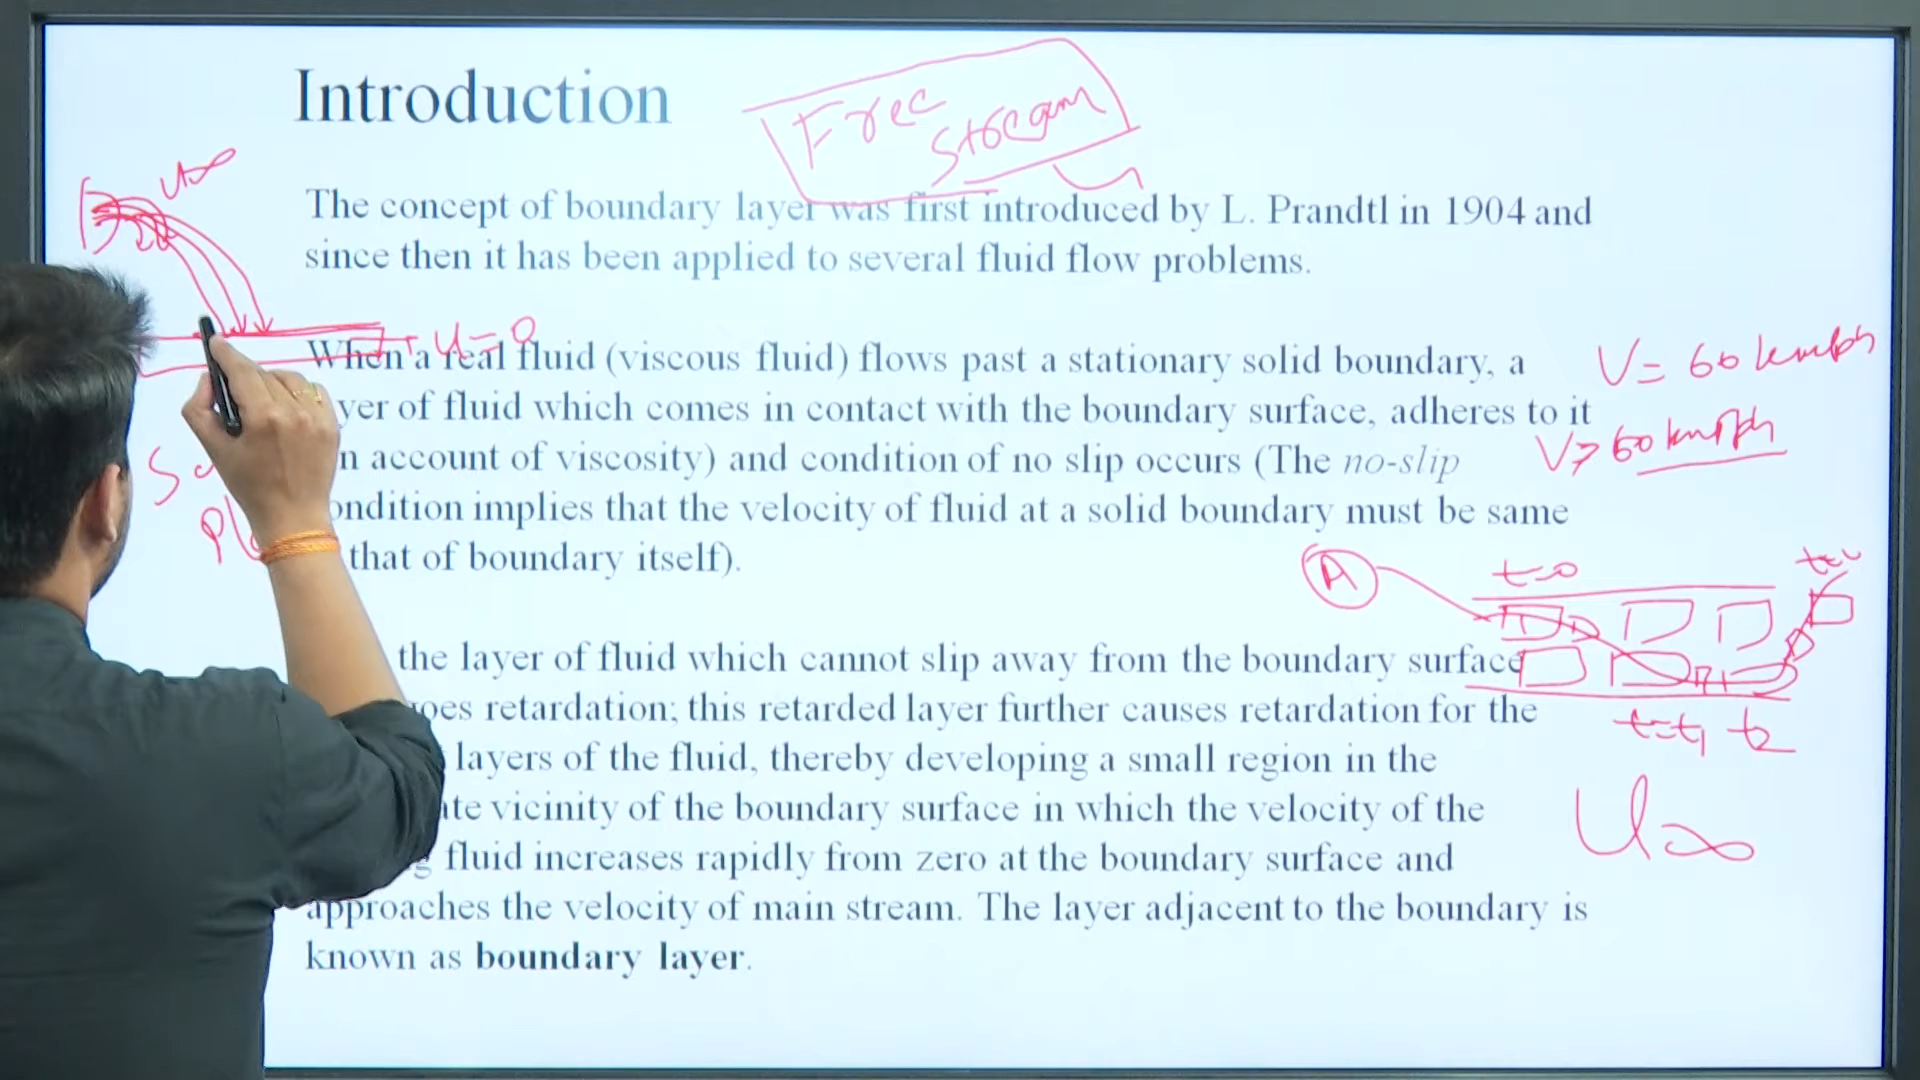 Introduction
Free
Stream
U∞
The concept of boundary layer was first introduced by L. Prandtl in 1904 and
since then it has been applied to several fluid flow problems.
U=0
When a real fluid (viscous fluid) flows past a stationary solid boundary, a
yer of fluid which comes in contact with the boundary surface, adheres to it
n account of viscosity) and condition of no slip occurs (The no-slip
ondition implies that the velocity of fluid at a solid boundary must be same
that of boundary itself).
V= 60 kmph
V> 60 kmph
A
t=0
the layer of fluid which cannot slip away from the boundary surface
oes retardation; this retarded layer further causes retardation for the
layers of the fluid, thereby developing a small region in the
te vicinity of the boundary surface in which the velocity of the
g fluid increases rapidly from zero at the boundary surface and
approaches the velocity of main stream. The layer adjacent to the boundary is
known as boundary layer.
t=t1 t2
U∞